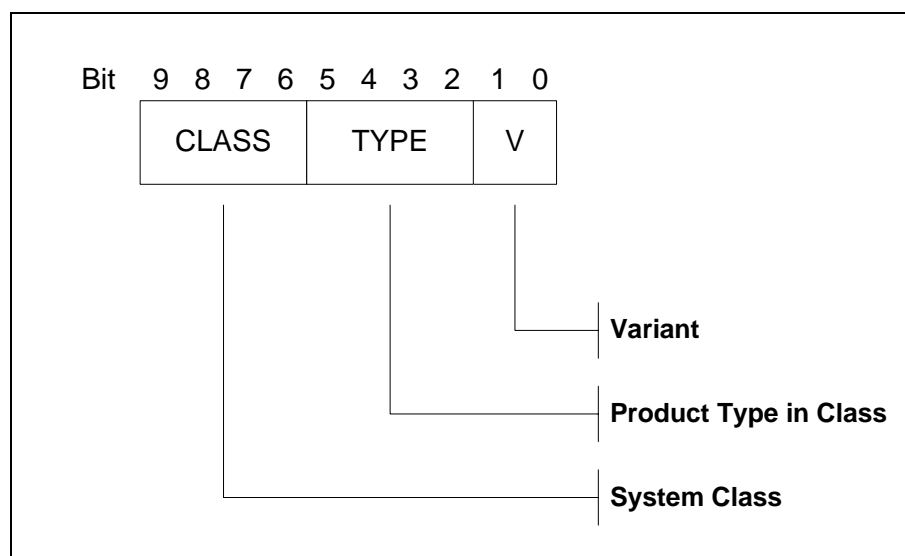 Bit 9 8 7 6 5 4 3 2 1 0
CLASS TYPE V
Variant
Product Type in Class
System Class